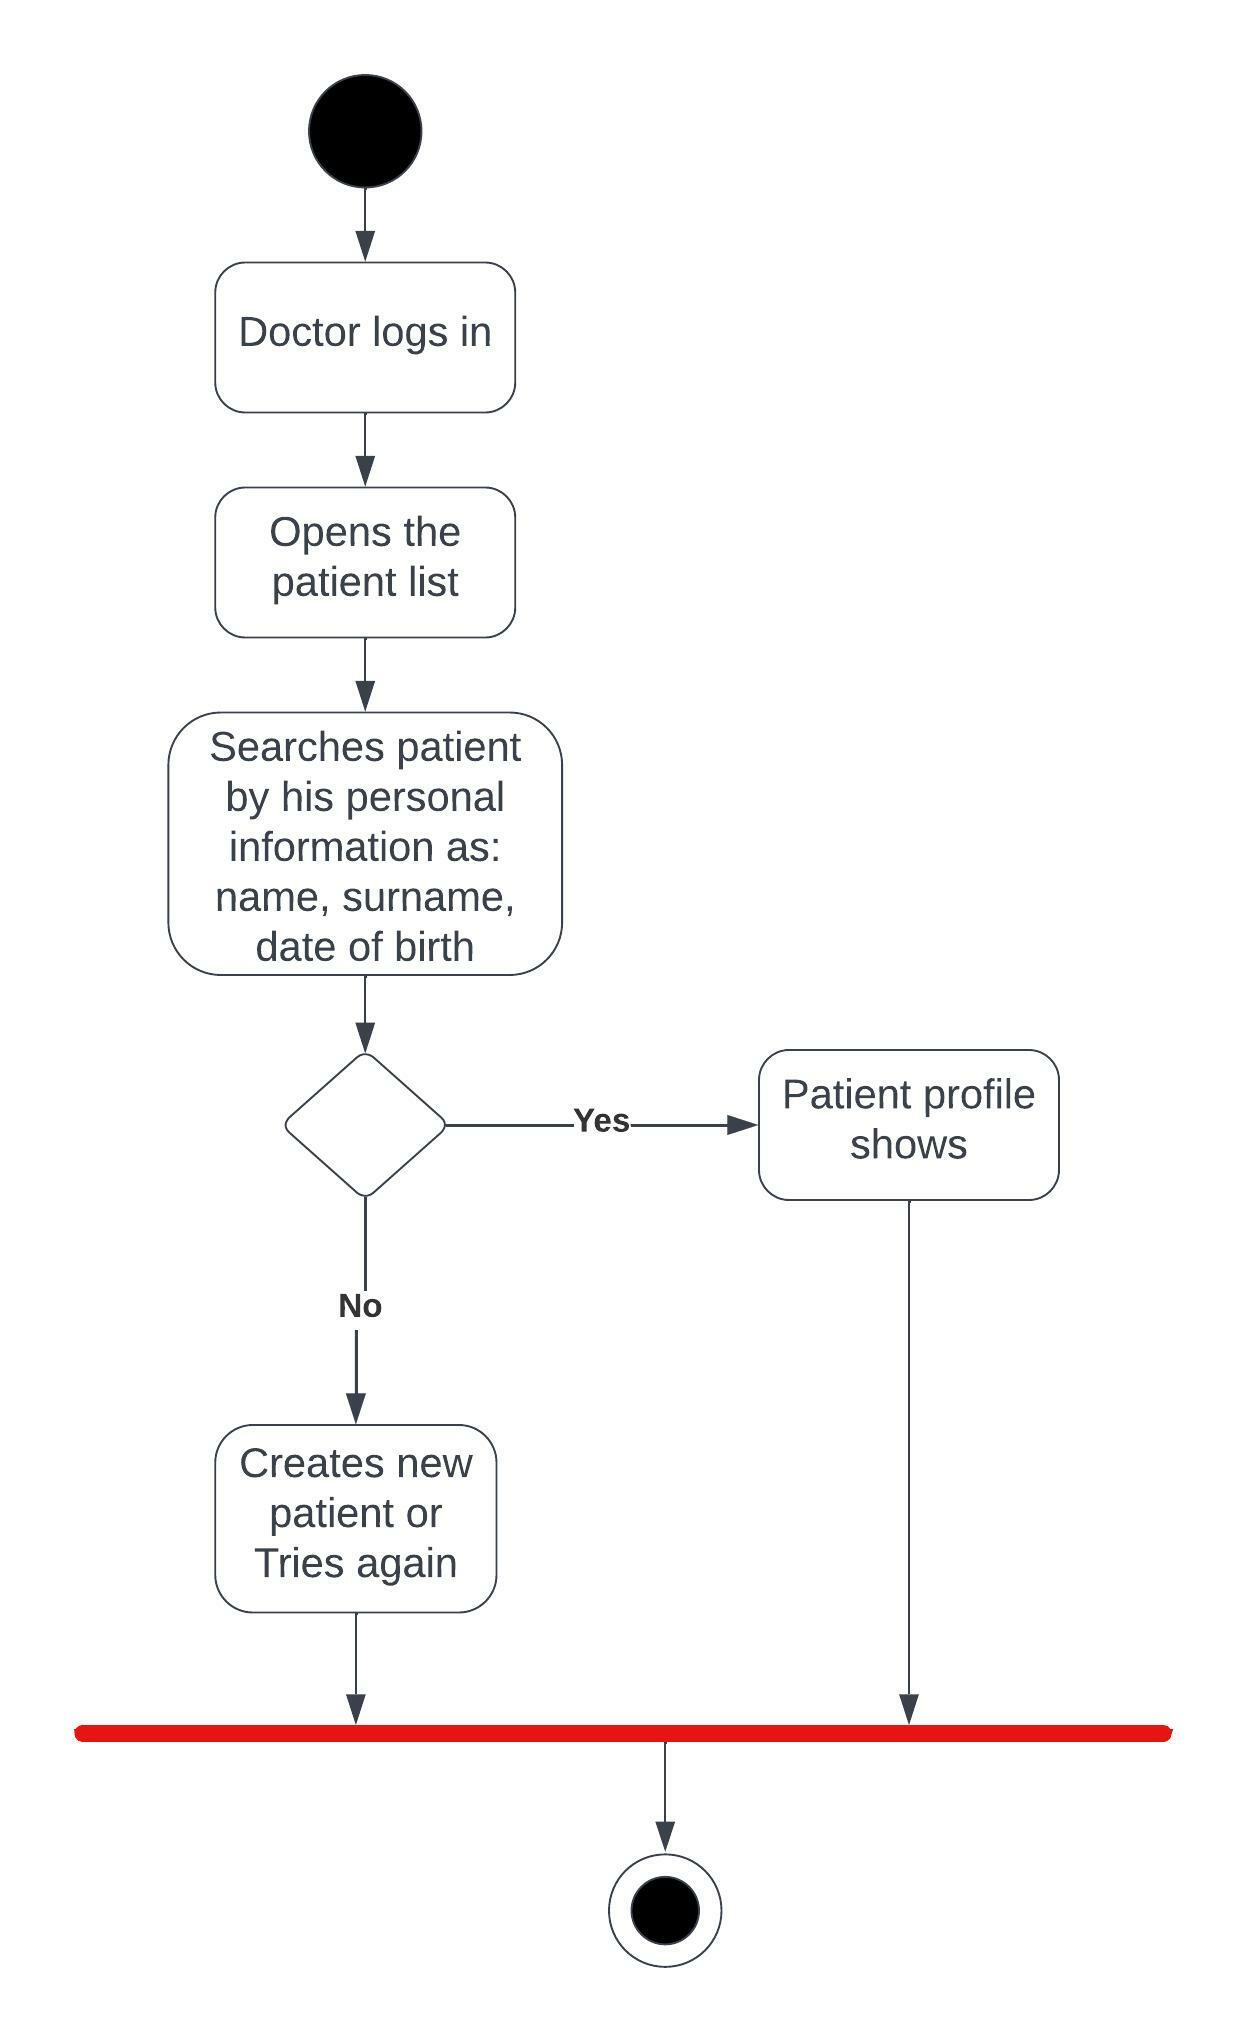 Doctor logs in
Opens the
patient list
Searches patient
by his personal
information as:
name, surname,
date of birth
Yes
Patient profile
shows
No
Creates new
patient or
Tries again